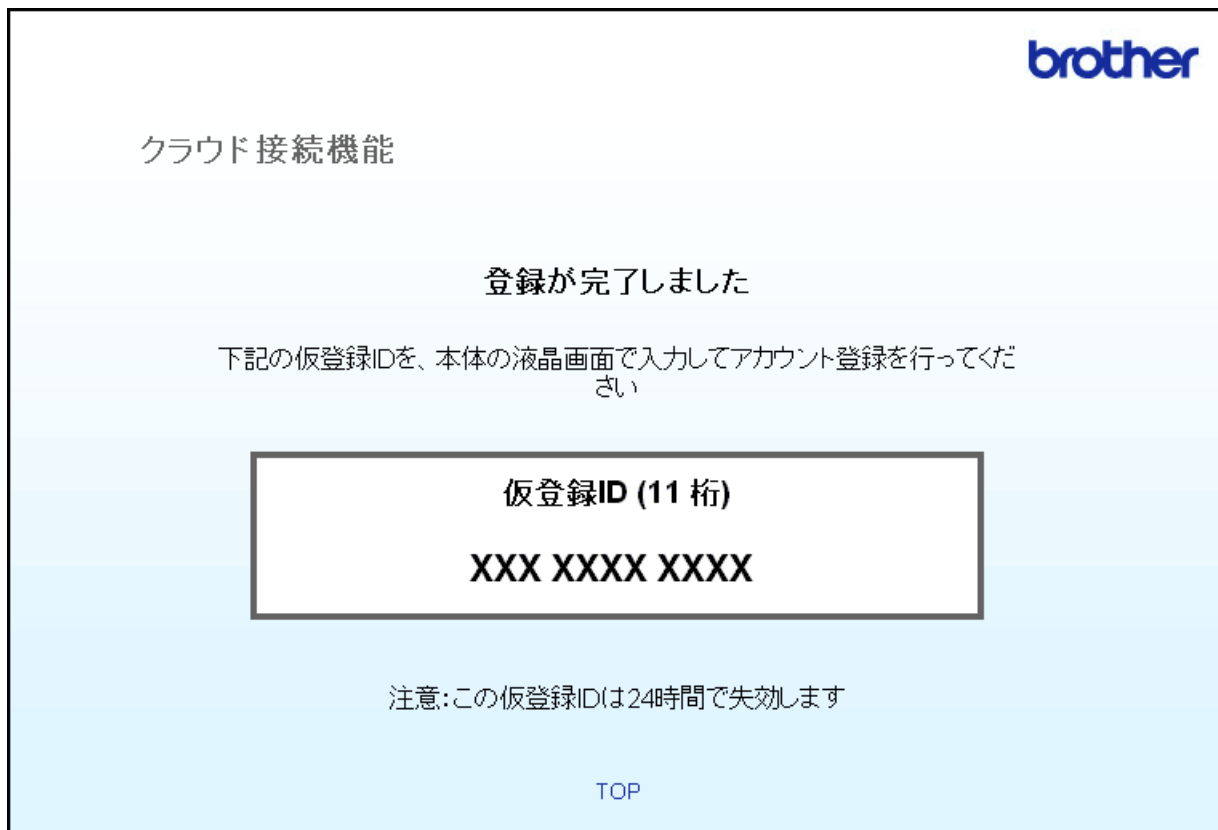 brother
クラウド接続機能
登録が完了しました
下記の仮登録IDを、本体の液晶画面で入力してアカウント登録を行ってくだ
さい
仮登録ID (11 桁)
XXX XXXX XXXX
注意:この仮登録IDは24時間で失効します
TOP